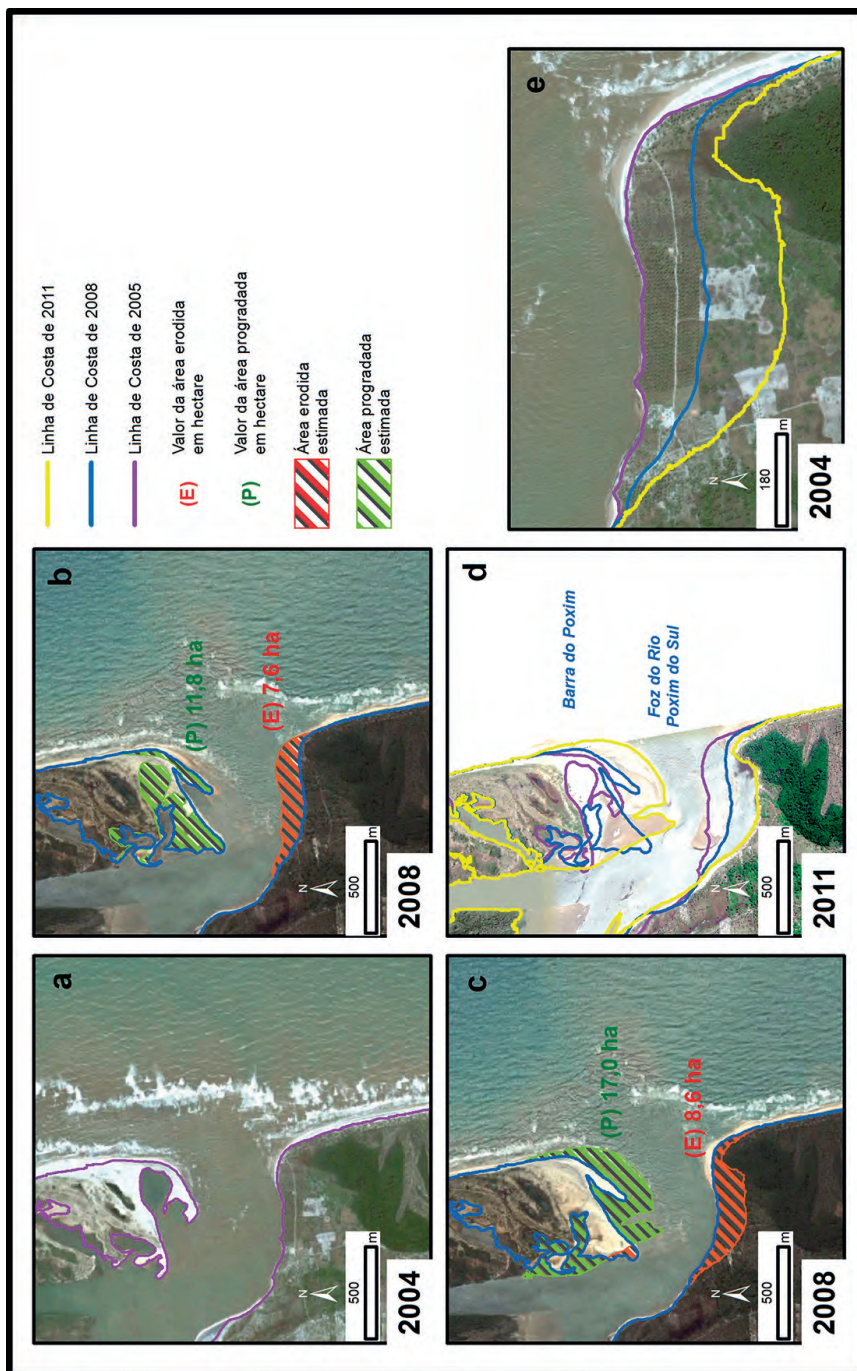 a
N
500
m
2004
b
(P) 11,8 ha
(E) 7,6 ha
N
500
m
2008
Linha de Costa de 2011
Linha de Costa de 2008
Linha de Costa de 2005
(E)
Valor da área erodida
em hectare
(P)
Valor da área progradada
em hectare
Área erodida
estimada
Área progradada
estimada
c
(P) 17,0 ha
(E) 8,6 ha
N
500
m
2008
d
Barra do Poxim
Foz do Rio
Poxim do Sul
N
500
m
2011
e
N
180
m
2004